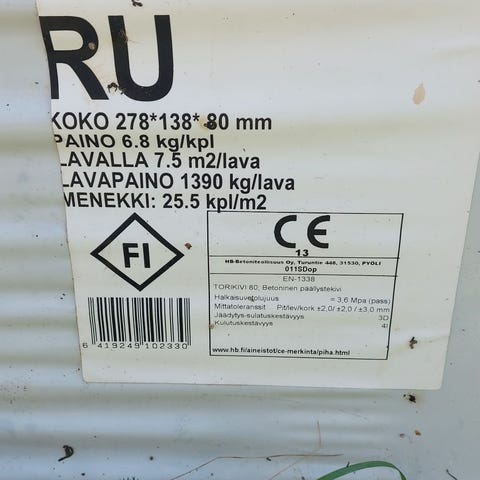 RU
KOKO 278*138* 80 mm
PAINO 6.8 kg/kpl
LAVALLA 7.5 m2/lava
LAVAPAINO 1390 kg/lava
MENEKKI: 25.5 kpl/m2
FI
CE
13
HB-Betoniteollisuus Oy, Turuntie 448, 31530, PYÖLI
011SDop
EN-1338
TORIKIVI 80, Betoninen päällystekivi
Halkaisuvetolujuus = 3,6 Mpa (pass)
Mittatoleranssit Pit/lev/kork ±2,0/ ±2,0 / ±3,0 mm
Jäädytys-sulatuskestävyys 3D
Kulutuskestävyys 4I
www.hb.fi/aineistot/ce-merkinta/piha.html
6 419249 102330